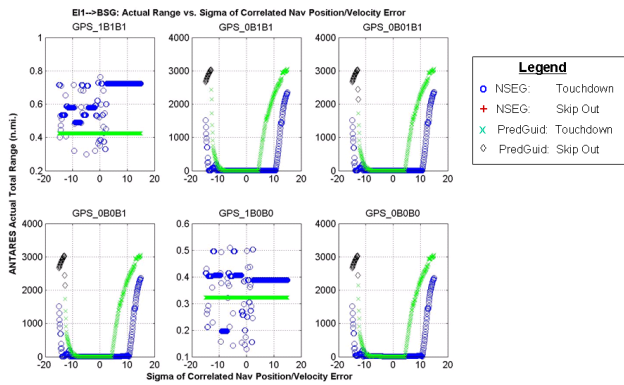 EI1-->BSG: Actual Range vs. Sigma of Correlated Nav Position/Velocity Error
GPS_1B1B1
GPS_0B1B1
GPS_0B01B1
1
0.8
0.6
0.4
0.2
-20 -10 0 10 20
4000
3000
2000
1000
0
-20 -10 0 10 20
4000
3000
2000
1000
0
-20 -10 0 10 20
Legend
NSEG: Touchdown
NSEG: Skip Out
PredGuid: Touchdown
PredGuid: Skip Out
ANTARES Actual Total Range (n.mi.)
GPS_0B0B1
GPS_1B0B0
GPS_0B0B0
4000
3000
2000
1000
0
-20 -10 0 10 20
0.6
0.5
0.4
0.3
0.2
0.1
-20 -10 0 10 20
4000
3000
2000
1000
0
-20 -10 0 10 20
Sigma of Correlated Nav Position/Velocity Error